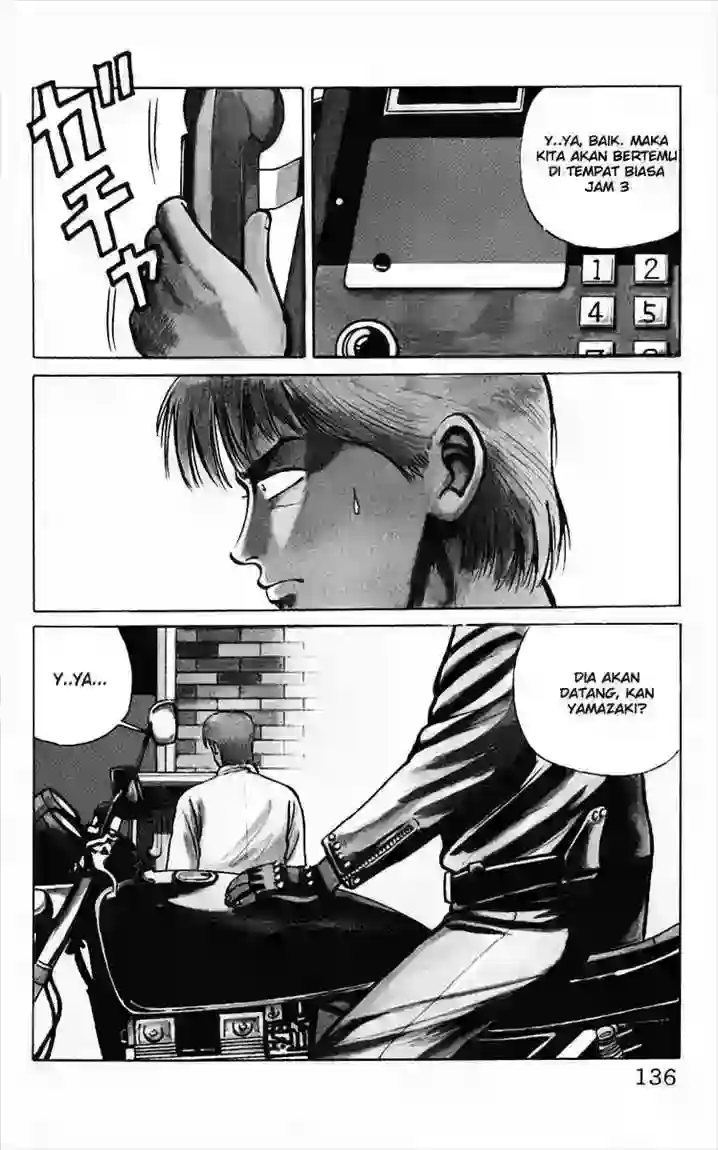 Y..YA, BAIK. MAKA
KITA AKAN BERTEMU
DI TEMPAT BIASA
JAM 3
1 2
4 5
ガチャ
DIA AKAN
DATANG, KAN
YAMAZAKI?
Y..YA...
136